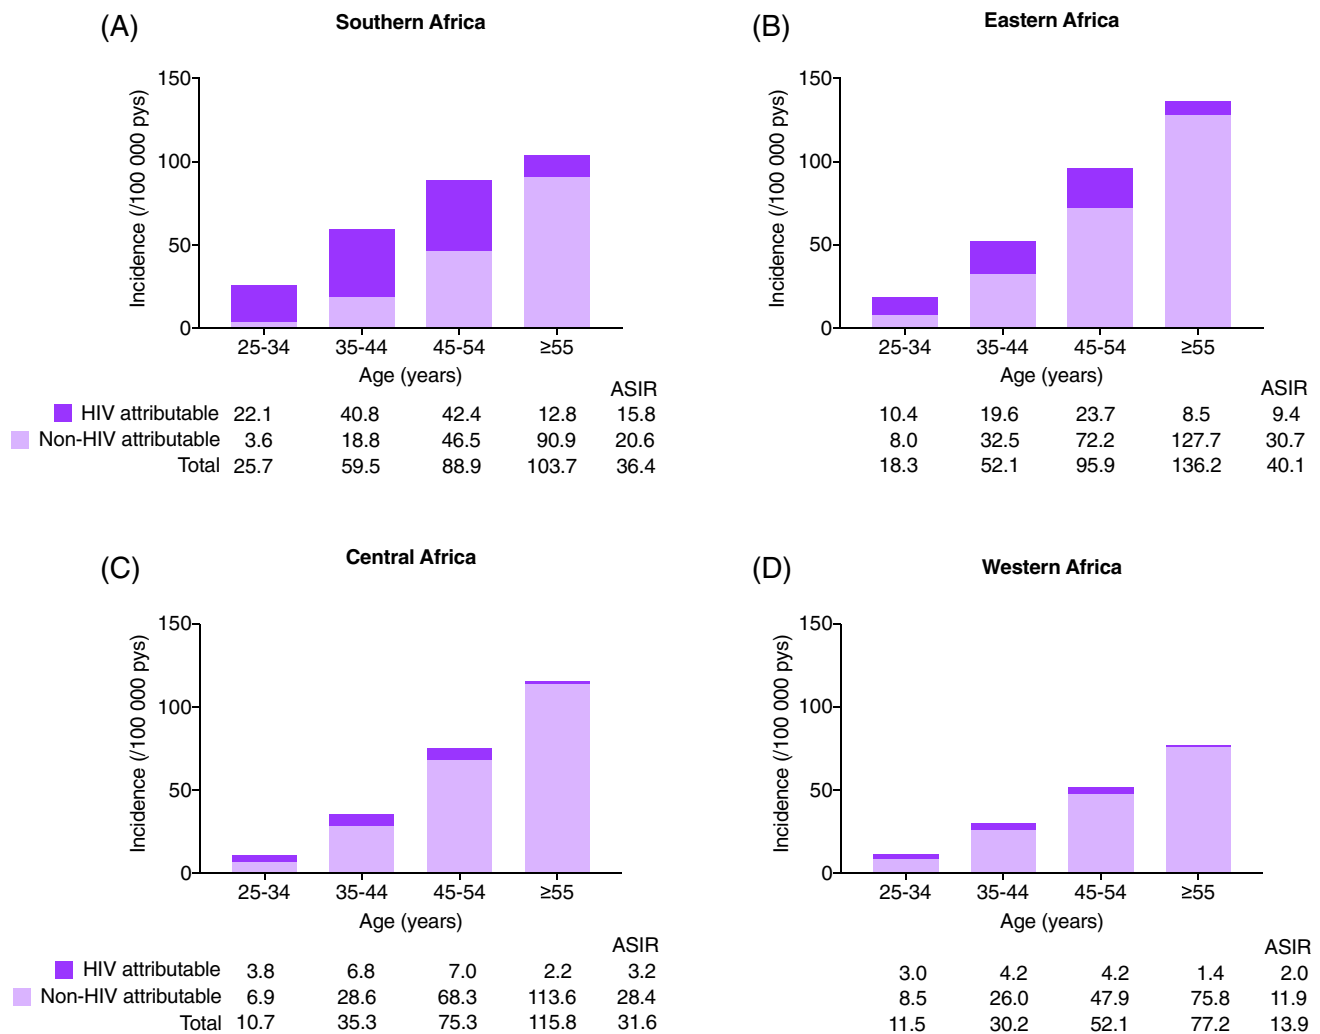 (A)
Southern Africa
Incidence (/100 000 pys)
150
100
50
0
25-34 35-44 45-54 ≥55
Age (years)
ASIR
HIV attributable 22.1 40.8 42.4 12.8 15.8
Non-HIV attributable 3.6 18.8 46.5 90.9 20.6
Total 25.7 59.5 88.9 103.7 36.4
(B)
Eastern Africa
Incidence (/100 000 pys)
150
100
50
0
25-34 35-44 45-54 ≥55
Age (years)
ASIR
10.4 19.6 23.7 8.5 9.4
8.0 32.5 72.2 127.7 30.7
18.3 52.1 95.9 136.2 40.1
(C)
Central Africa
Incidence (/100 000 pys)
150
100
50
0
25-34 35-44 45-54 ≥55
Age (years)
ASIR
HIV attributable 3.8 6.8 7.0 2.2 3.2
Non-HIV attributable 6.9 28.6 68.3 113.6 28.4
Total 10.7 35.3 75.3 115.8 31.6
(D)
Western Africa
Incidence (/100 000 pys)
150
100
50
0
25-34 35-44 45-54 ≥55
Age (years)
ASIR
3.0 4.2 4.2 1.4 2.0
8.5 26.0 47.9 75.8 11.9
11.5 30.2 52.1 77.2 13.9